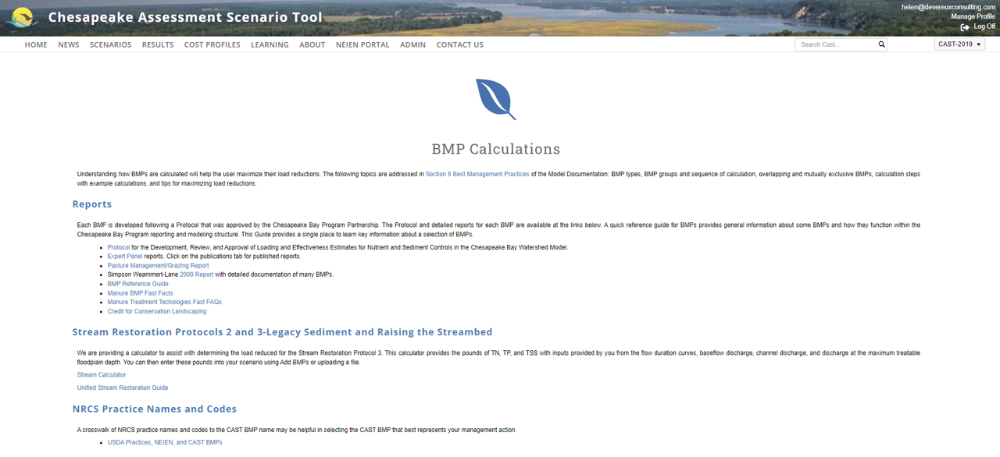 Chesapeake Assessment Scenario Tool
helen@devereuxconsulting.com
Manage Profile
Log Off
HOME NEWS SCENARIOS RESULTS COST PROFILES LEARNING ABOUT NEIEN PORTAL ADMIN CONTACT US
Search Cast...
CAST-2019
BMP Calculations
Understanding how BMPs are calculated will help the user maximize their load reductions. The following topics are addressed in Section 6 Best Management Practices of the Model Documentation: BMP types, BMP groups and sequence of calculation, overlapping and mutually exclusive BMPs, calculation steps
with example calculations, and tips for maximizing load reductions.
Reports
Each BMP is developed following a Protocol that was approved by the Chesapeake Bay Program Partnership. The Protocol and detailed reports for each BMP are available at the links below. A quick reference guide for BMPs provides general information about some BMPs and how they function within the
Chesapeake Bay Program reporting and modeling structure. This Guide provides a single place to learn key information about a selection of BMPs.
Protocol for the Development, Review, and Approval of Loading and Effectiveness Estimates for Nutrient and Sediment Controls in the Chesapeake Bay Watershed Model.
Expert Panel reports. Click on the publications tab for published reports.
Pasture Management/Grazing Report
Simpson Weammert-Lane 2009 Report with detailed documentation of many BMPs.
BMP Reference Guide
Manure BMP Fast Facts
Manure Treatment Techologies Fast FAQs
Credit for Conservation Landscaping
Stream Restoration Protocols 2 and 3-Legacy Sediment and Raising the Streambed
We are providing a calculator to assist with determining the load reduced for the Stream Restoration Protocol 3. This calculator provides the pounds of TN, TP, and TSS with inputs provided by you from the flow duration curves, baseflow discharge, channel discharge, and discharge at the maximum treatable
floodplain depth. You can then enter these pounds into your scenario using Add BMPs or uploading a file.
Stream Calculator
Unified Stream Restoration Guide
NRCS Practice Names and Codes
A crosswalk of NRCS practice names and codes to the CAST BMP name may be helpful in selecting the CAST BMP that best represents your management action.
USDA Practices, NEIEN, and CAST BMPs